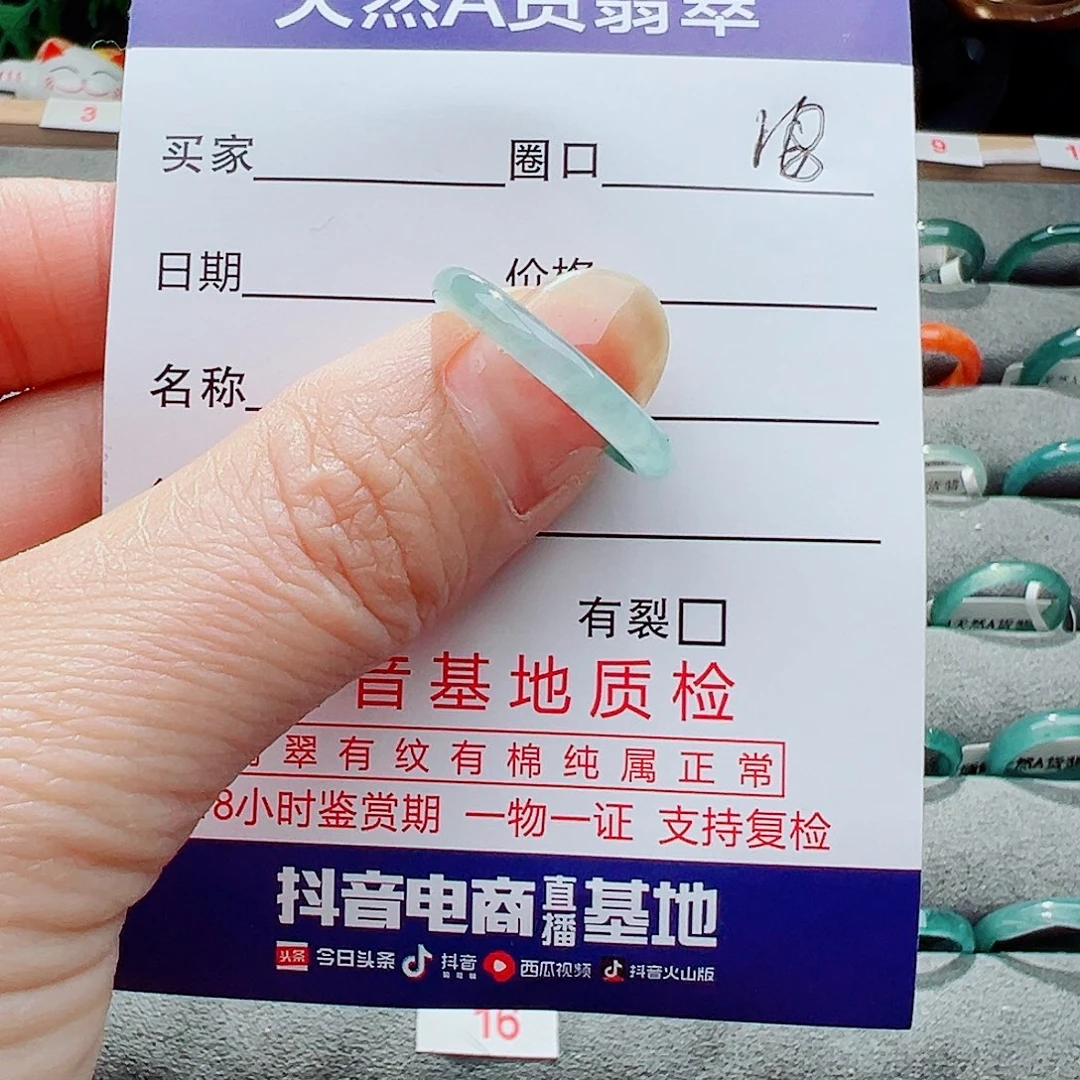 天然A货翡翠
3
买家 圈口
9
日期 价格
名称
有裂□
音基地质检
翠有纹有棉纯属正常
8小时鉴赏期 一物一证 支持复检
抖音电商直播基地
头条 今日头条 抖音 西瓜视频 抖音火山版
16